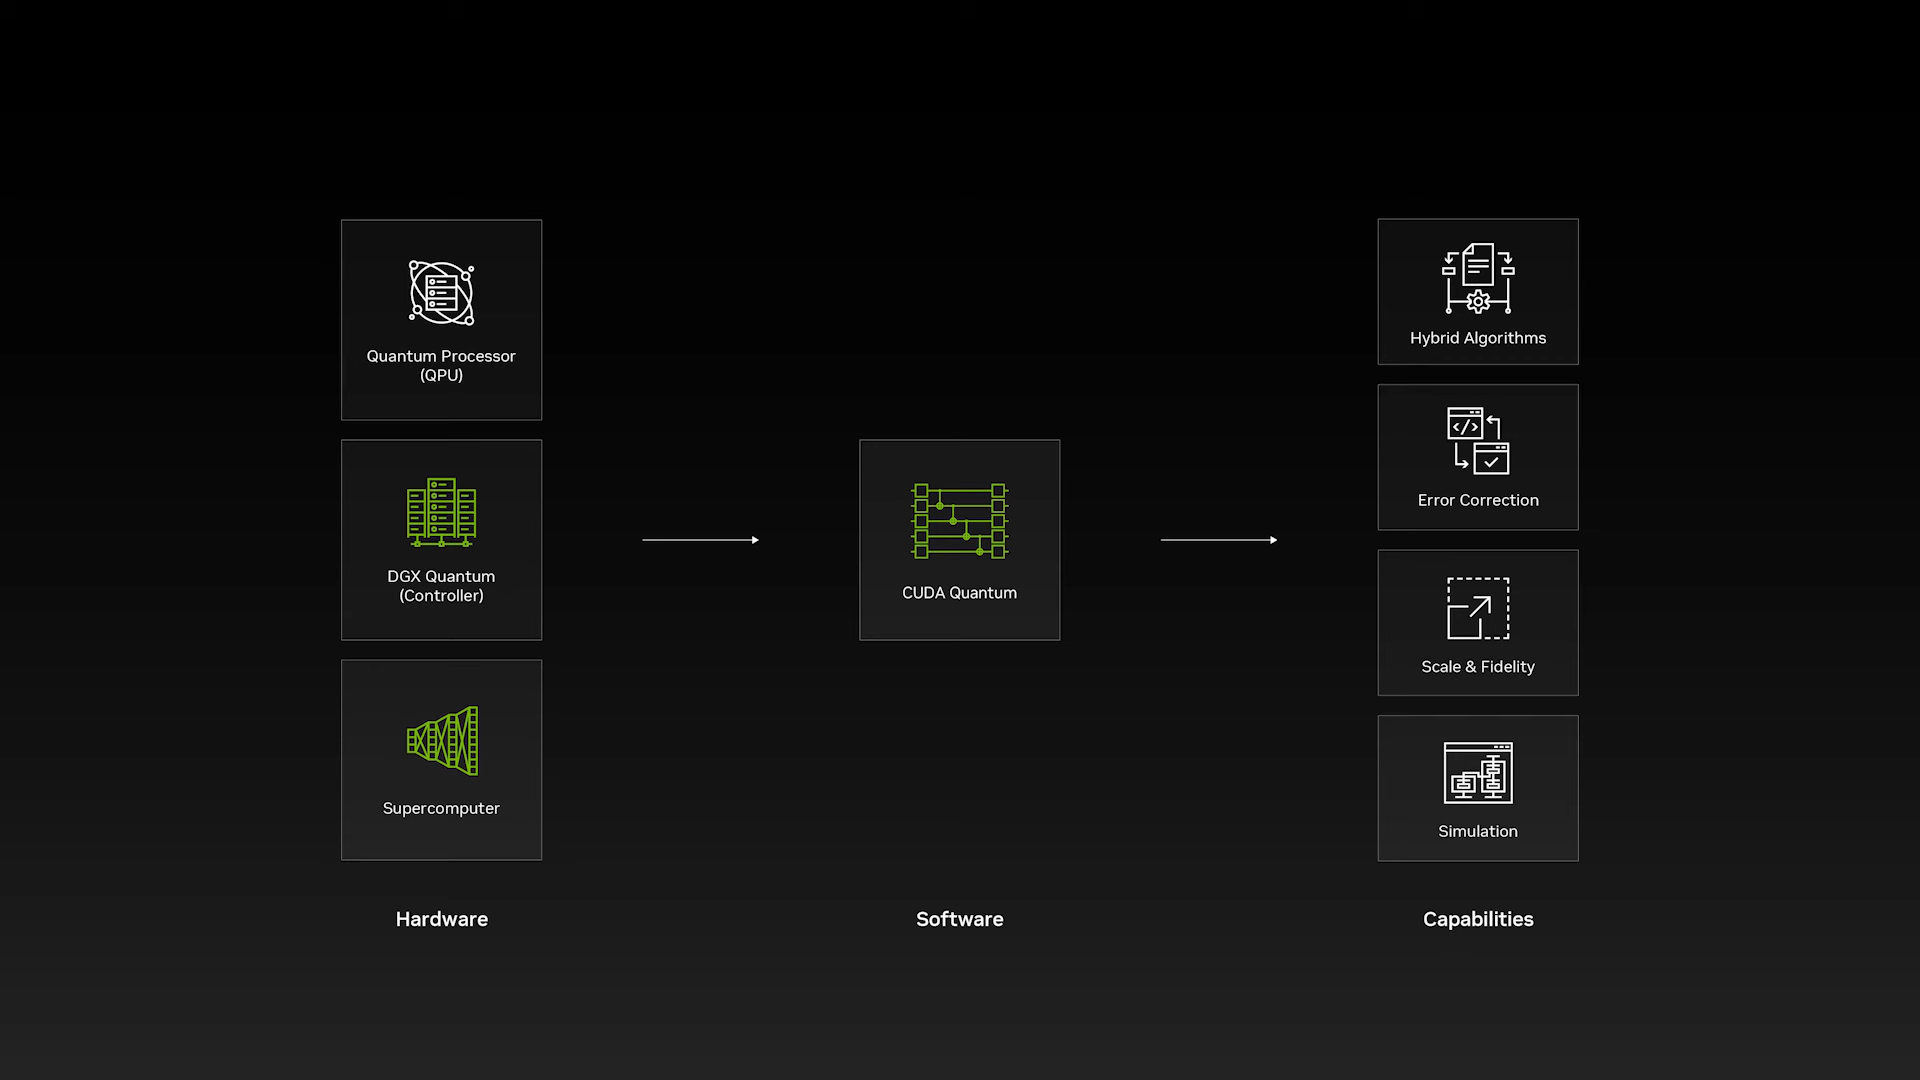 Quantum Processor
(QPU)
DGX Quantum
(Controller)
Supercomputer
Hardware
CUDA Quantum
Software
Hybrid Algorithms
Error Correction
Scale & Fidelity
Simulation
Capabilities